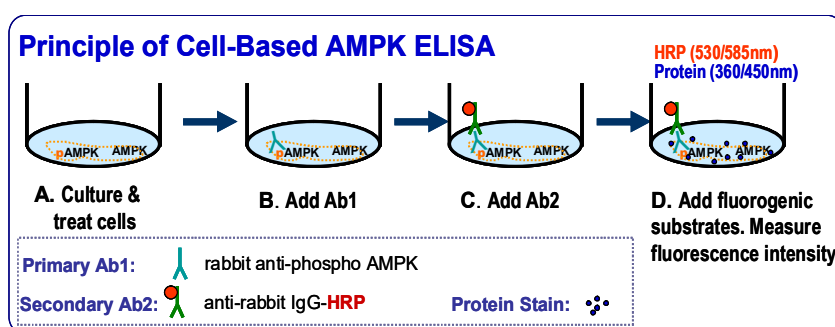 Principle of Cell-Based AMPK ELISA
HRP (530/585nm)
Protein (360/450nm)
pAMPK AMPK
pAMPK AMPK
pAMPK AMPK
pAMPK AMPK
A. Culture &
treat cells
B. Add Ab1
C. Add Ab2
D. Add fluorogenic
substrates. Measure
fluorescence intensity
Primary Ab1: rabbit anti-phospho AMPK
Secondary Ab2: anti-rabbit IgG-HRP Protein Stain: